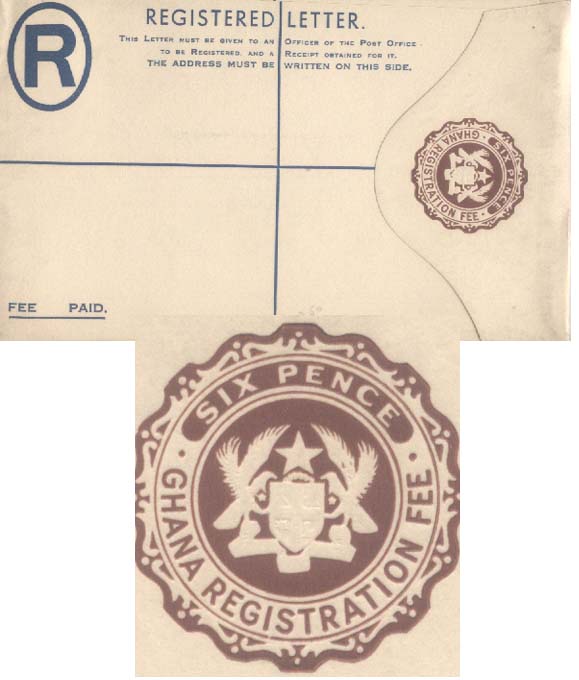 R
REGISTERED LETTER.
THIS LETTER MUST BE GIVEN TO AN OFFICER OF THE POST OFFICE
TO BE REGISTERED, AND A RECEIPT OBTAINED FOR IT.
THE ADDRESS MUST BE WRITTEN ON THIS SIDE.
SIX PENCE
GHANA REGISTRATION FEE
FEE PAID.
SIX PENCE
GHANA REGISTRATION FEE